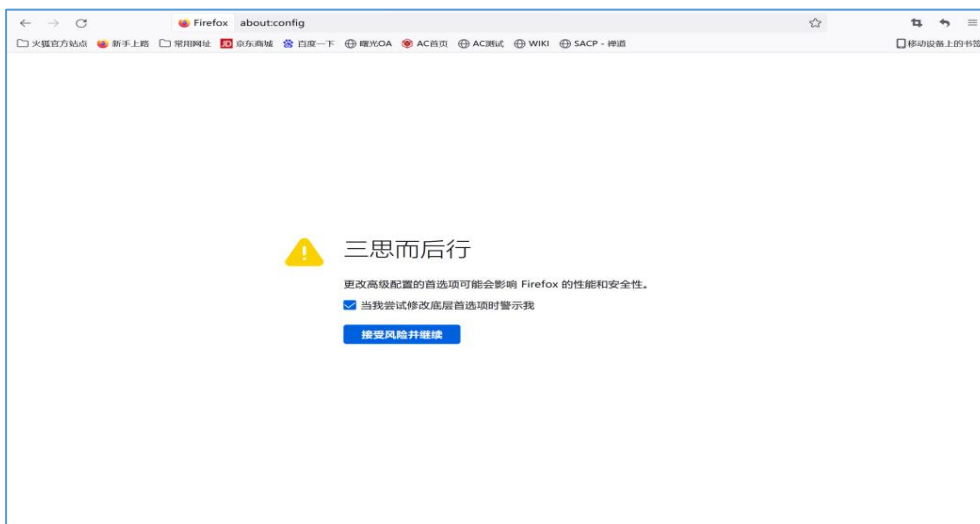 Firefox about:config
火狐官方站点 新手上路 常用网址 JD 京东商城 百度一下 曙光OA AC首页 AC测试 WIKI SACP - 禅道 移动设备上的书签
三思而后行
更改高级配置的首选项可能会影响 Firefox 的性能和安全性。
当我尝试修改底层首选项时警示我
接受风险并继续